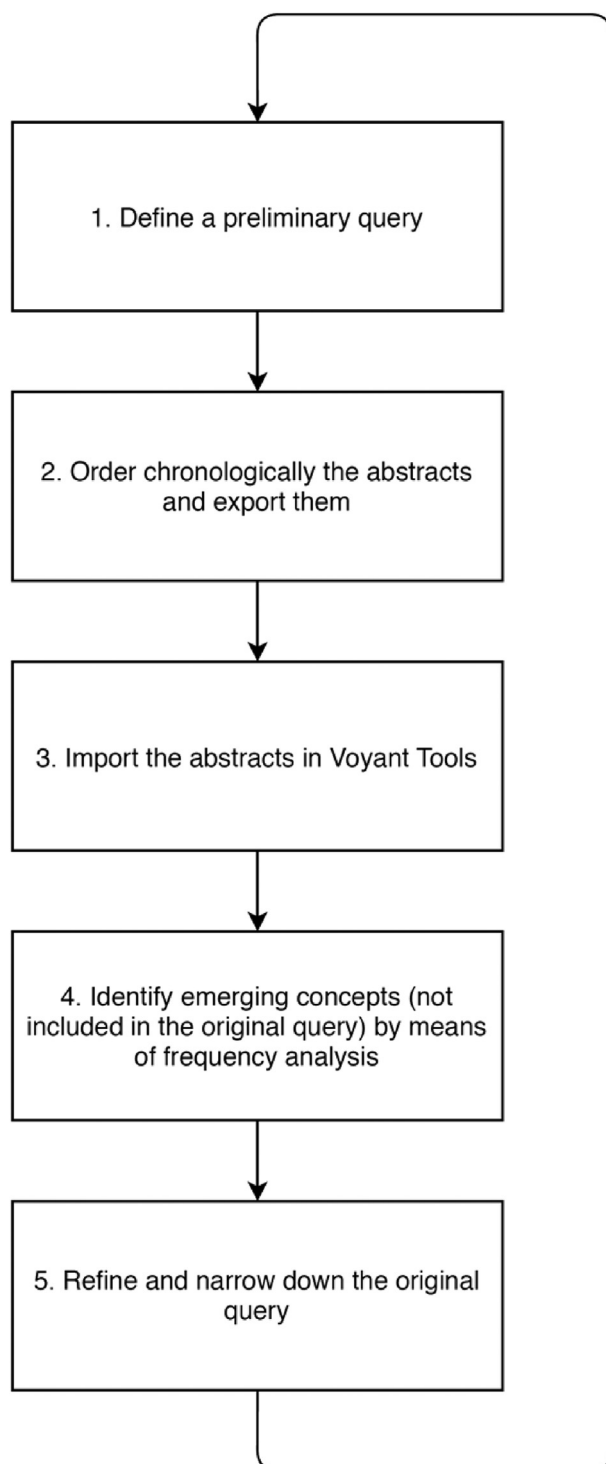 1. Define a preliminary query
2. Order chronologically the abstracts
and export them
3. Import the abstracts in Voyant Tools
4. Identify emerging concepts (not
included in the original query) by means
of frequency analysis
5. Refine and narrow down the original
query